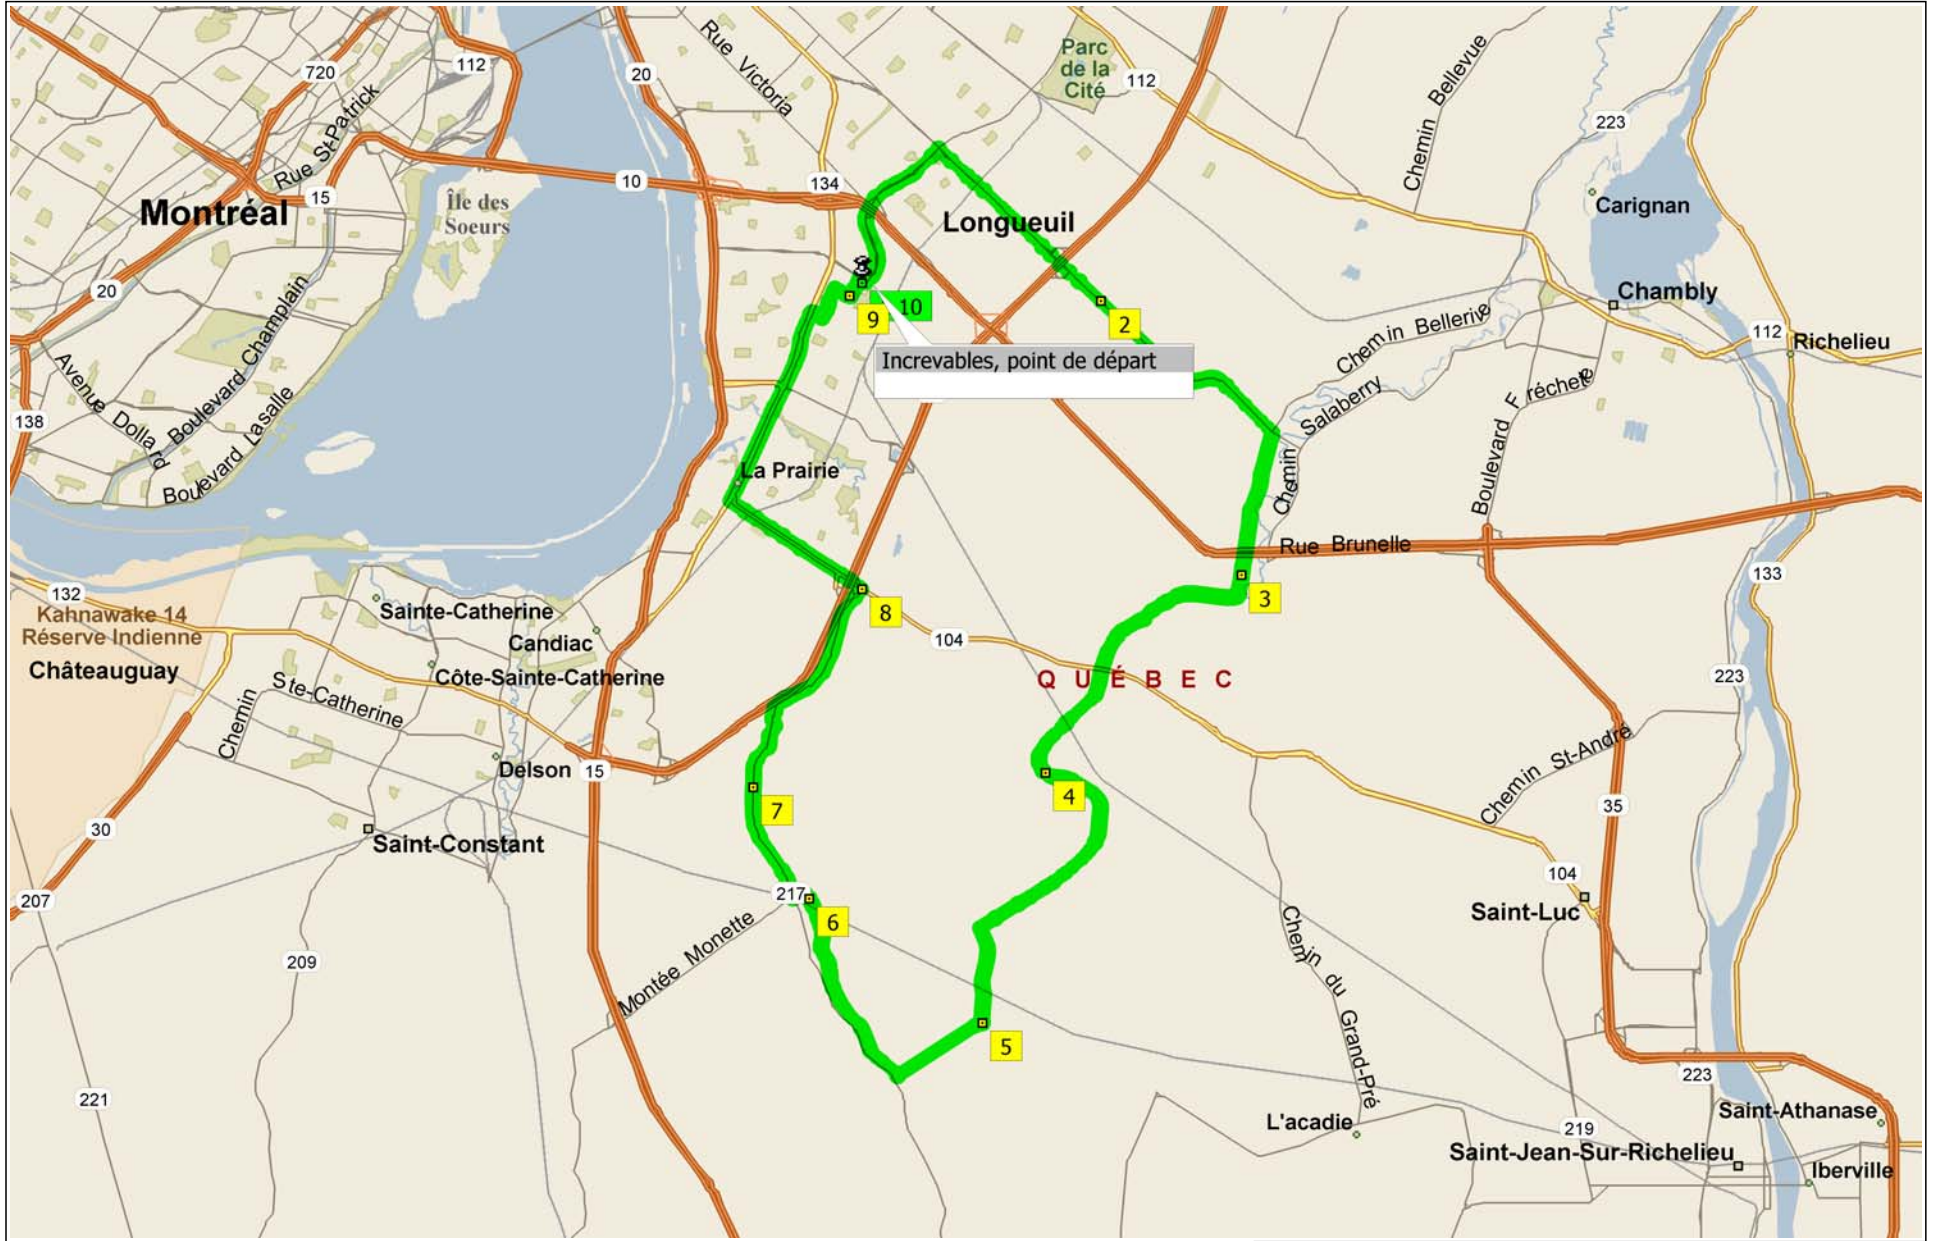 720
112
20
Rue Victoria
Parc
de la
Cité
112
Chemin Bellevue
223
Rue St-Patrick
15
10
134
Île des
Soeurs
Montréal
Longueuil
Carignan
Chambly
20
10
9
2
Increvables, point de départ
Chemin Bellerive
112
Richelieu
Avenue Dollard
Boulevard Champlain
Boulevard Lasalle
138
Chemin Salaberry
Boulevard Fréchette
La Prairie
Rue Brunelle
133
132
Kahnawake 14
Réserve Indienne
Châteauguay
Sainte-Catherine
Candiac
Côte-Sainte-Catherine
8
3
104
QUÉBEC
223
Chemin Ste-Catherine
Delson
15
7
4
Chemin St-André
35
30
Saint-Constant
207
217
6
104
Saint-Luc
209
Montée Monette
5
Chemin du Grand-Pré
221
223
L'acadie
219
Saint-Athanase
Saint-Jean-Sur-Richelieu
Iberville